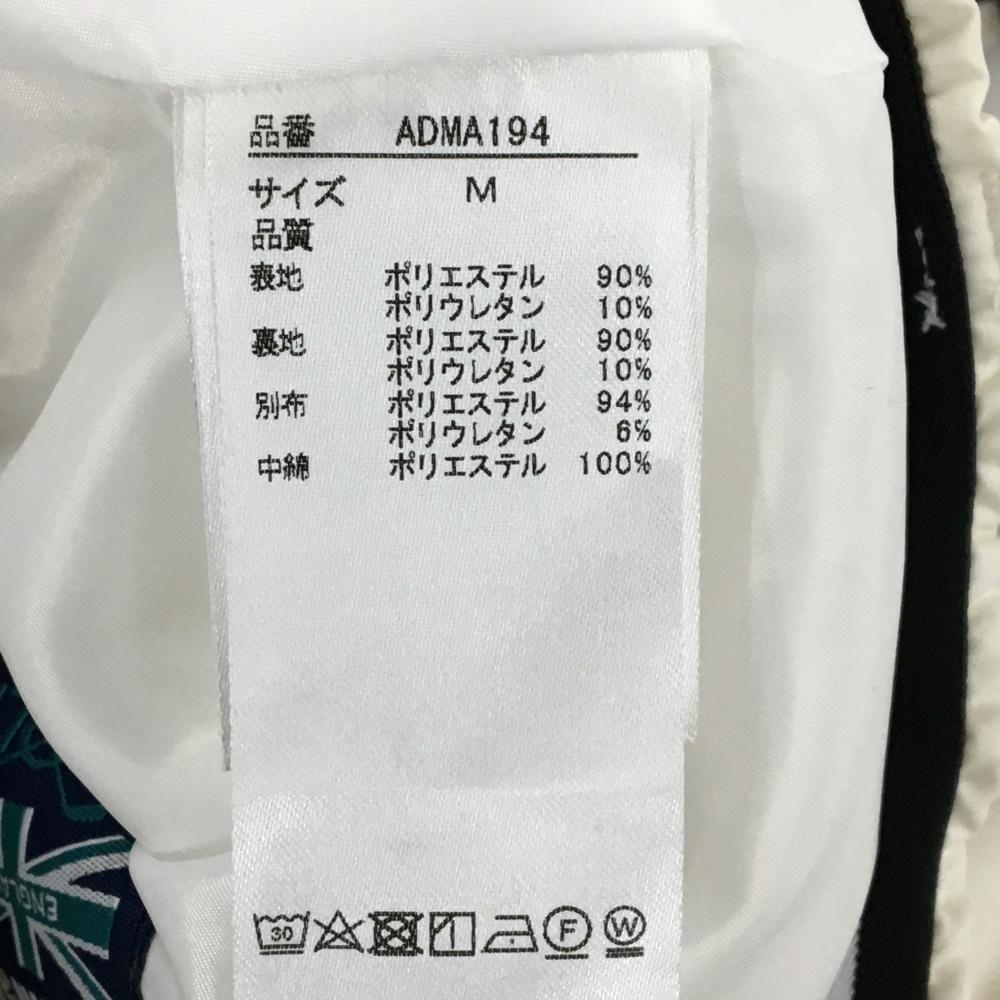 品番 ADMA194
サイズ M
品質
表地 ポリエステル 90%
ポリウレタン 10%
裏地 ポリエステル 90%
ポリウレタン 10%
別布 ポリエステル 94%
ポリウレタン 6%
中綿 ポリエステル 100%
30 F W